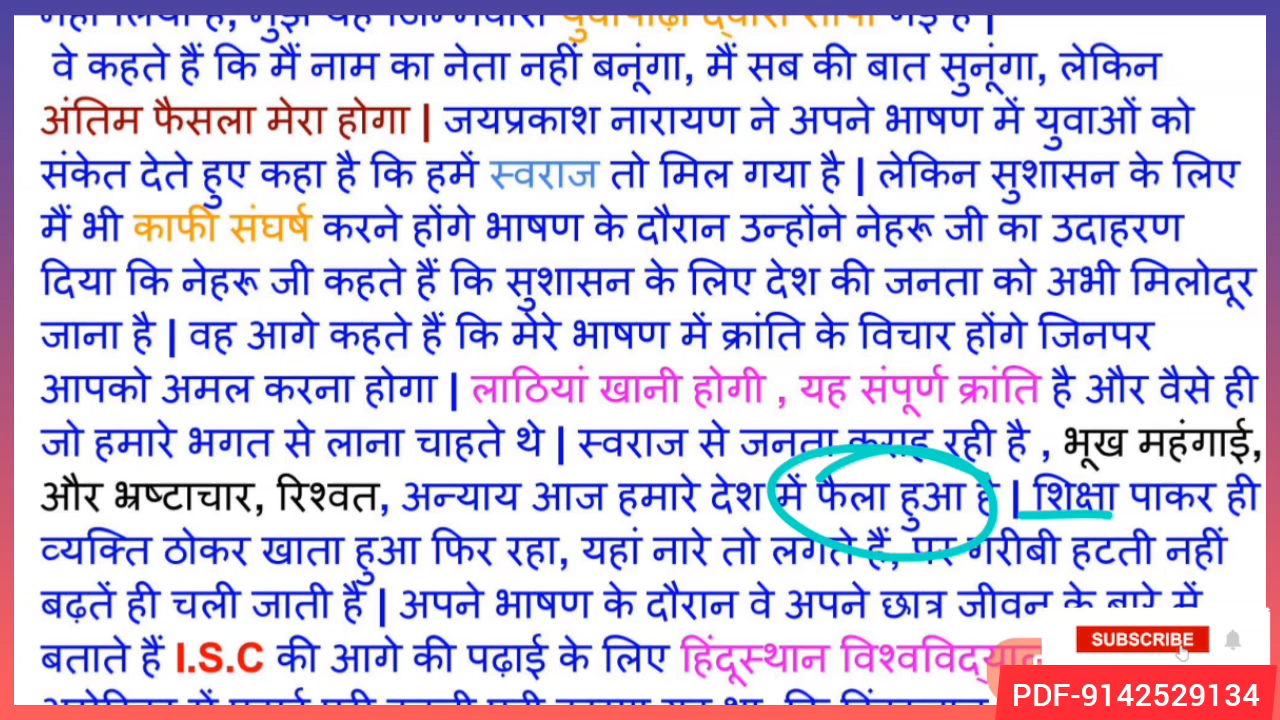 वे कहते हैं कि मैं नाम का नेता नहीं बनूंगा, मैं सब की बात सुनूंगा, लेकिन
अंतिम फैसला मेरा होगा | जयप्रकाश नारायण ने अपने भाषण में युवाओं को
संकेत देते हुए कहा है कि हमें स्वराज तो मिल गया है | लेकिन सुशासन के लिए
मैं भी काफी संघर्ष करने होंगे भाषण के दौरान उन्होंने नेहरू जी का उदाहरण
दिया कि नेहरू जी कहते हैं कि सुशासन के लिए देश की जनता को अभी मिलोदूर
जाना है | वह आगे कहते हैं कि मेरे भाषण में क्रांति के विचार होंगे जिनपर
आपको अमल करना होगा | लाठियां खानी होगी , यह संपूर्ण क्रांति है और वैसे ही
जो हमारे भगत से लाना चाहते थे | स्वराज से जनता कराह रही है , भूख महंगाई,
और भ्रष्टाचार, रिश्वत, अन्याय आज हमारे देश में फैला हुआ है | शिक्षा पाकर ही
व्यक्ति ठोकर खाता हुआ फिर रहा, यहां नारे तो लगते हैं, पर गरीबी हटती नहीं
बढ़तें ही चली जाती है | अपने भाषण के दौरान वे अपने छात्र जीवन के बारे में
बताते हैं I.S.C की आगे की पढ़ाई के लिए हिंदूस्थान
SUBSCRIBE
PDF-9142529134